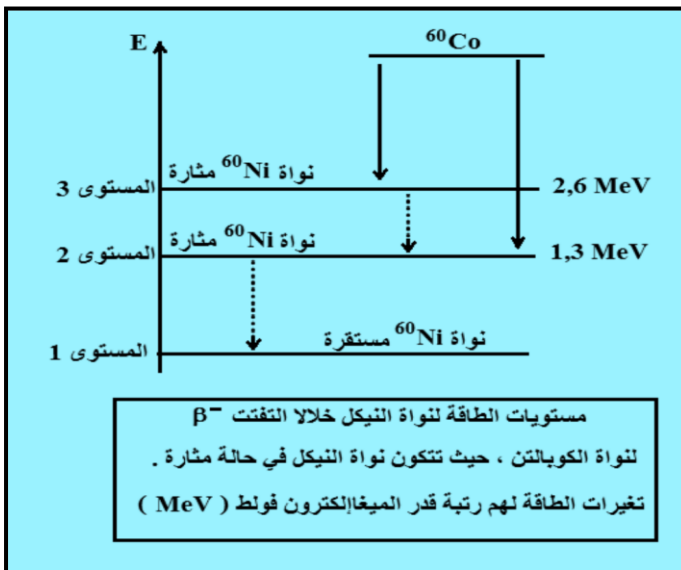 E
⁶⁰Co
نواة ⁶⁰Ni مثارة
المستوى 3
2,6 MeV
نواة ⁶⁰Ni مثارة
المستوى 2
1,3 MeV
نواة ⁶⁰Ni مستقرة
المستوى 1
مستويات الطاقة لنواة النيكل خلالا التفتت β⁻
لنواة الكوبالتن ، حيث تتكون نواة النيكل في حالة مثارة .
تغيرات الطاقة لهم رتبة قدر الميغاإلكترون فولط ( MeV )